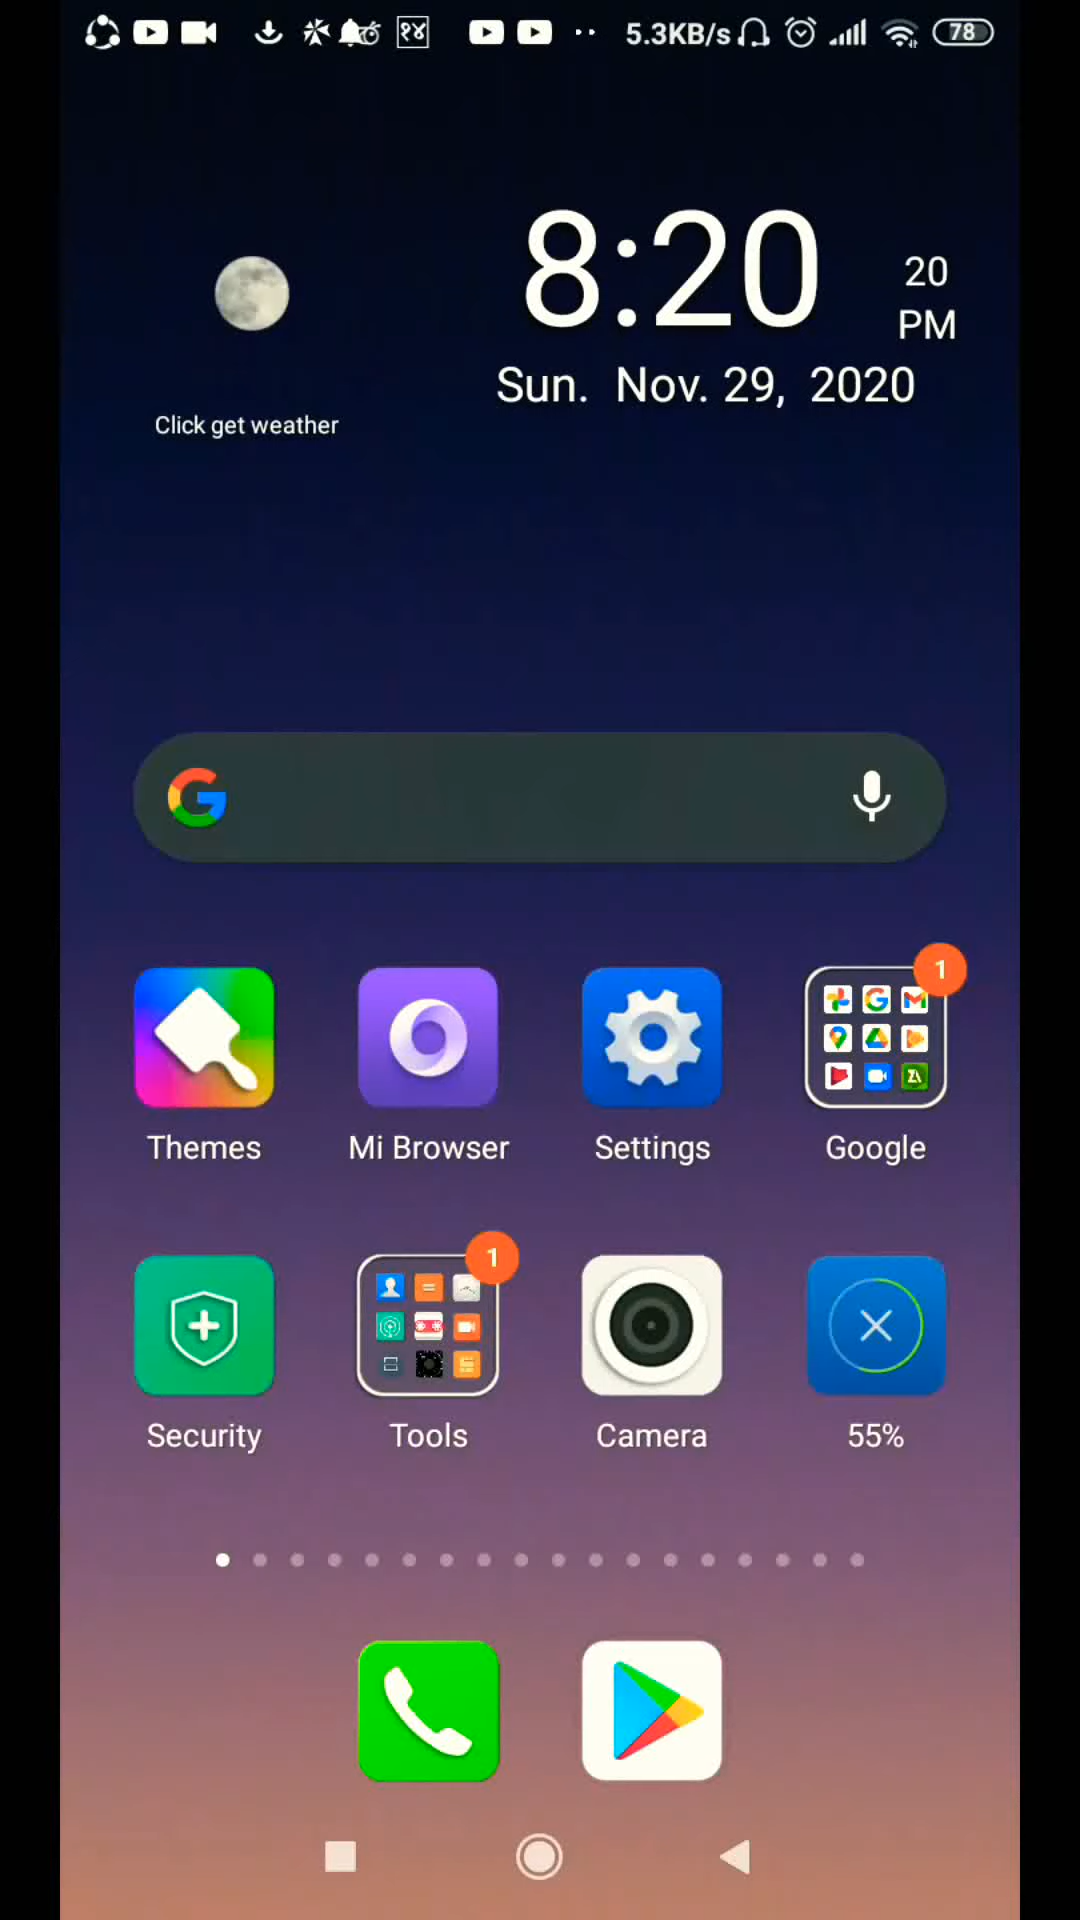 १४ 5.3KB/s 78
8:20 20 PM
Sun. Nov. 29, 2020
Click get weather
1
Themes Mi Browser Settings Google
1
Security Tools Camera 55%